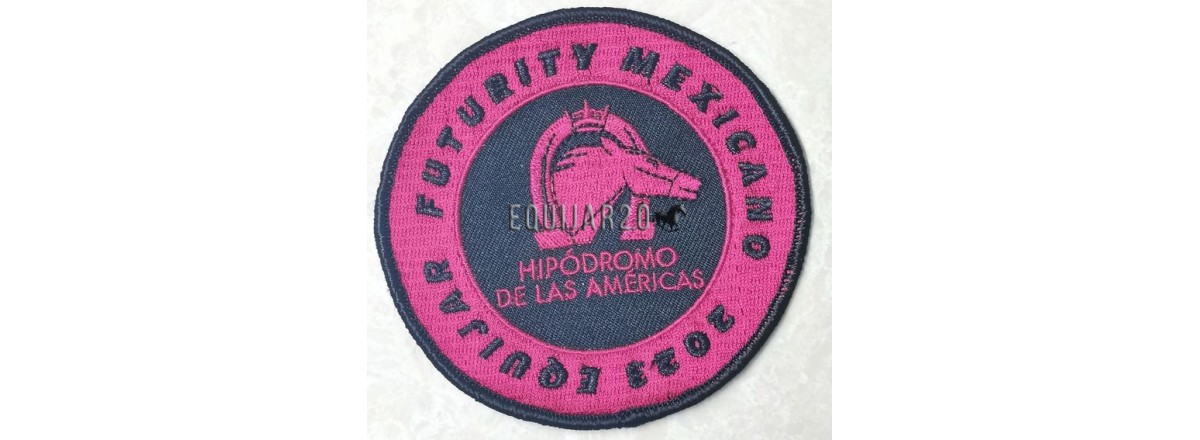 FUTURITY MEXICANO
2023 EQUIJAR
EQUIJAR20
HIPÓDROMO
DE LAS AMÉRICAS